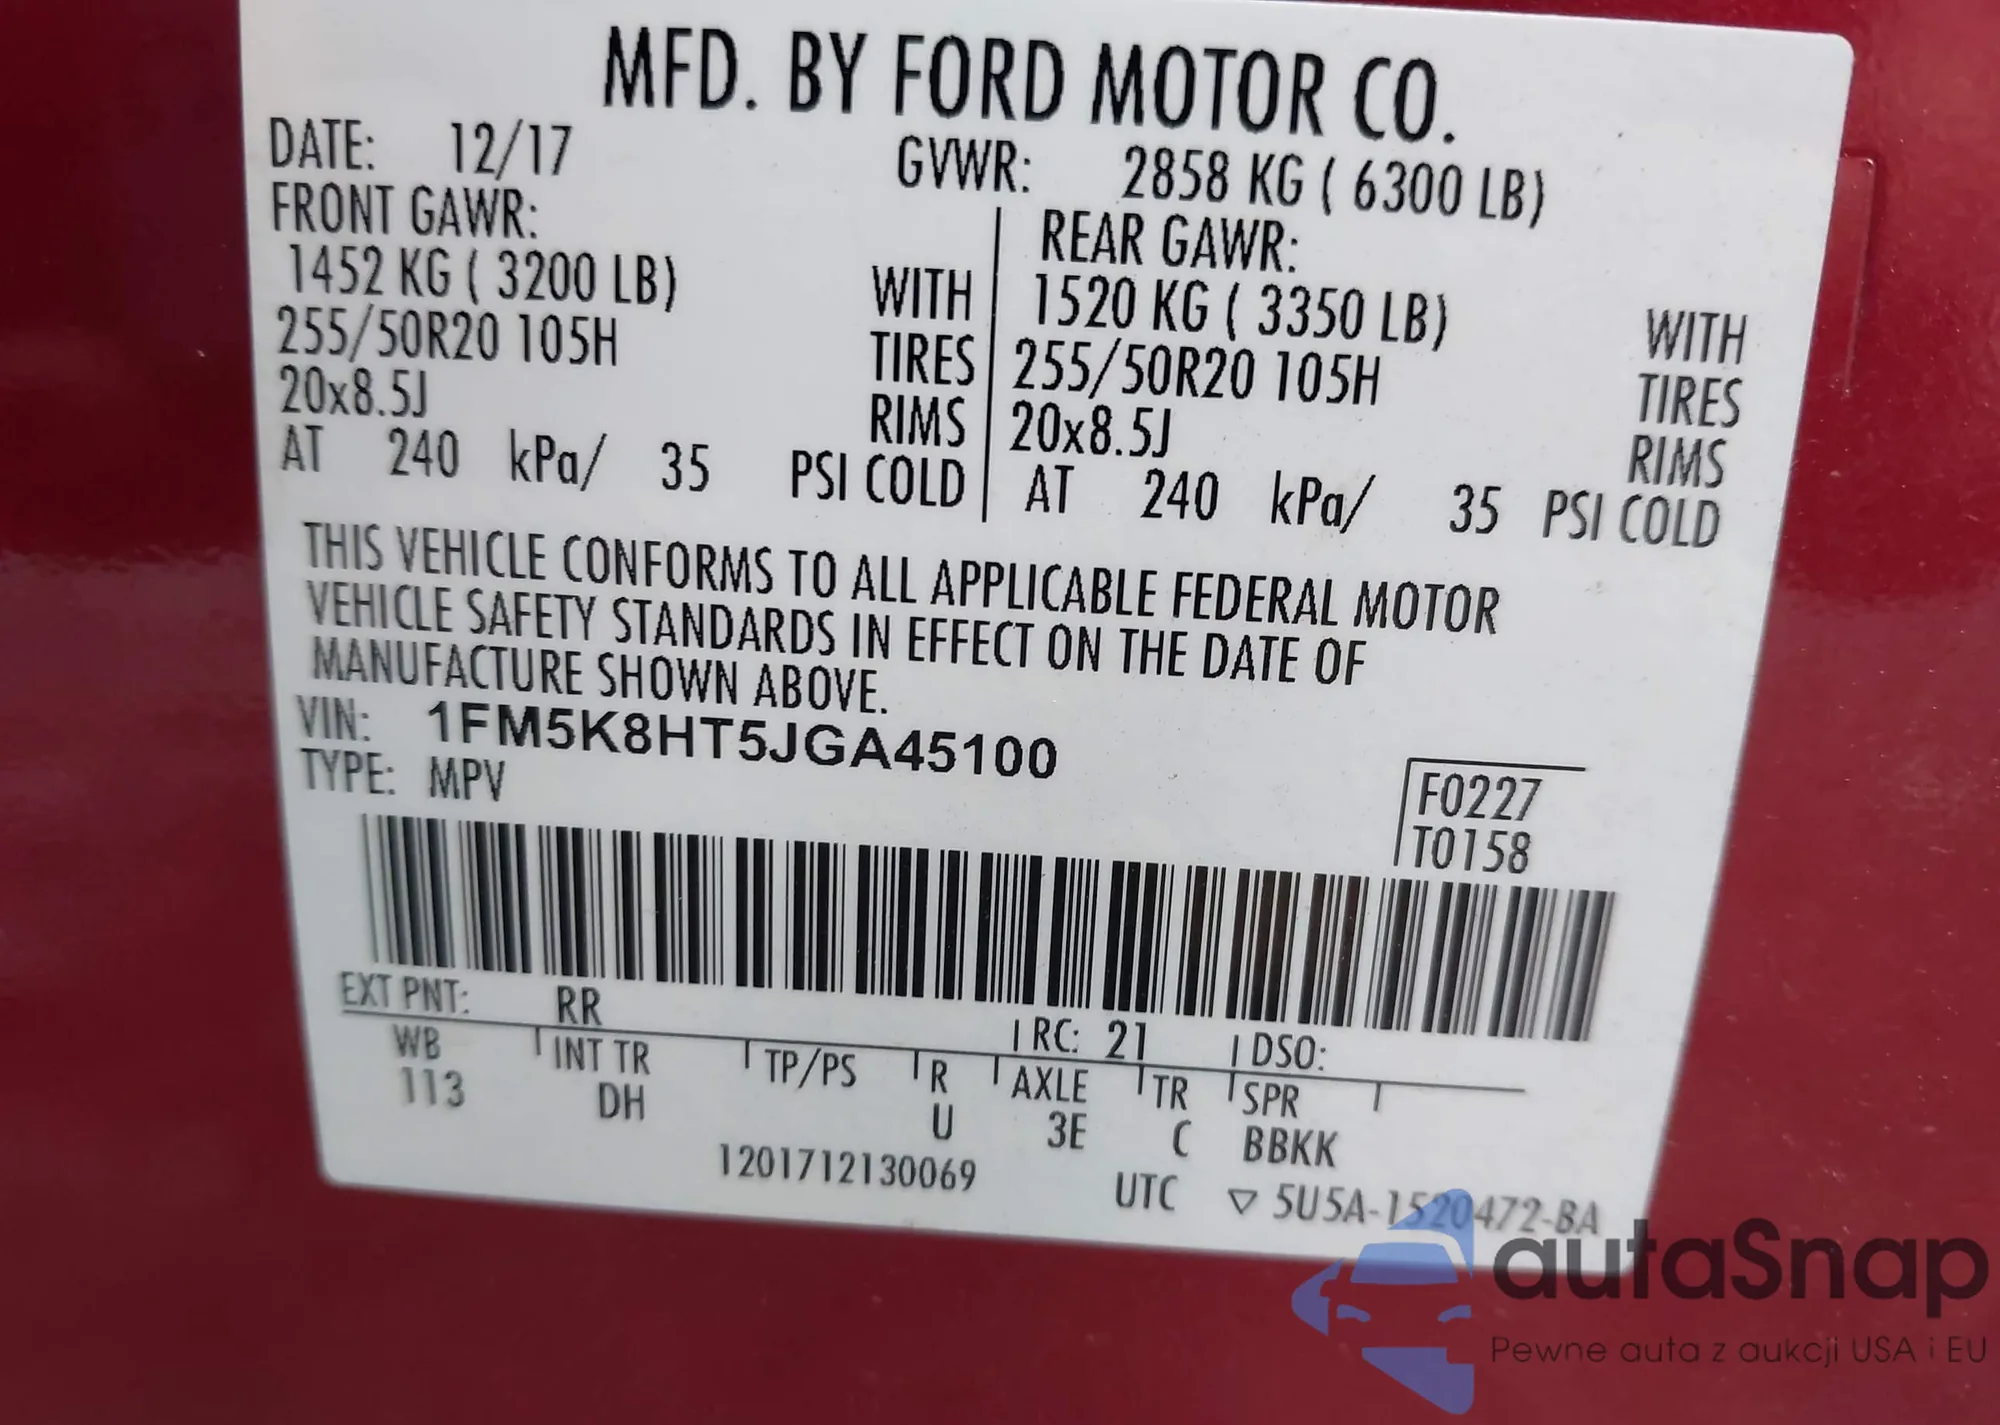 MFD. BY FORD MOTOR CO.
DATE: 12/17 GVWR: 2858 KG ( 6300 LB)
FRONT GAWR: REAR GAWR:
1452 KG ( 3200 LB) WITH 1520 KG ( 3350 LB) WITH
255/50R20 105H TIRES 255/50R20 105H TIRES
20x8.5J RIMS 20x8.5J RIMS
AT 240 kPa/ 35 PSI COLD AT 240 kPa/ 35 PSI COLD
THIS VEHICLE CONFORMS TO ALL APPLICABLE FEDERAL MOTOR
VEHICLE SAFETY STANDARDS IN EFFECT ON THE DATE OF
MANUFACTURE SHOWN ABOVE.
VIN: 1FM5K8HT5JGA45100
TYPE: MPV
F0227
T0158
EXT PNT: RR RC: 21 DSO:
WB INT TR TP/PS R AXLE TR SPR
113 DH U 3E C BBKK
1201712130069 UTC ▽ 5U5A-1520472-BA
autaSnap
Pewne auta z aukcji USA i EU